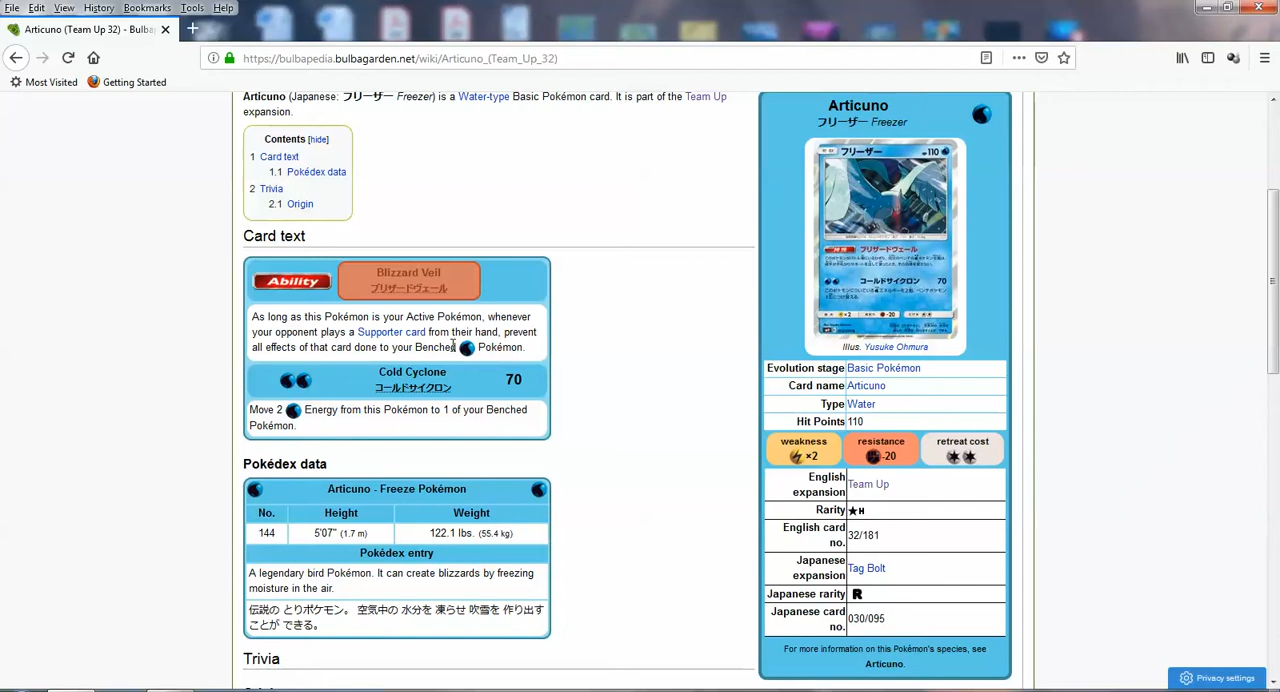 File Edit View History Bookmarks Tools Help
Articuno (Team Up 32) - Bulba
https://bulbapedia.bulbagarden.net/wiki/Articuno_(Team_Up_32)
Most Visited Getting Started
Articuno (Japanese: フリーザー Freezer) is a Water-type Basic Pokémon card. It is part of the Team Up
expansion.
Contents [hide]
1 Card text
1.1 Pokédex data
2 Trivia
2.1 Origin
Card text
Ability
Blizzard Veil
ブリザードヴェール
As long as this Pokémon is your Active Pokémon, whenever
your opponent plays a Supporter card from their hand, prevent
all effects of that card done to your Benched Pokémon.
Cold Cyclone 70
コールドサイクロン
Move 2 Energy from this Pokémon to 1 of your Benched
Pokémon.
Pokédex data
Articuno - Freeze Pokémon
No. Height Weight
144 5'07" (1.7 m) 122.1 lbs. (55.4 kg)
Pokédex entry
A legendary bird Pokémon. It can create blizzards by freezing
moisture in the air.
伝説の とりポケモン。 空気中の 水分を 凍らせ 吹雪を 作り出す
ことが できる。
Trivia
Articuno
フリーザー Freezer
フリーザー 110
ブリザードヴェール
コールドサイクロン 70
×2 -20
Illus. Yusuke Ohmura
Evolution stage Basic Pokémon
Card name Articuno
Type Water
Hit Points 110
weakness resistance retreat cost
×2 -20
English expansion Team Up
Rarity ★H
English card no. 32/181
Japanese expansion Tag Bolt
Japanese rarity R
Japanese card no. 030/095
For more information on this Pokémon's species, see
Articuno.
Privacy settings